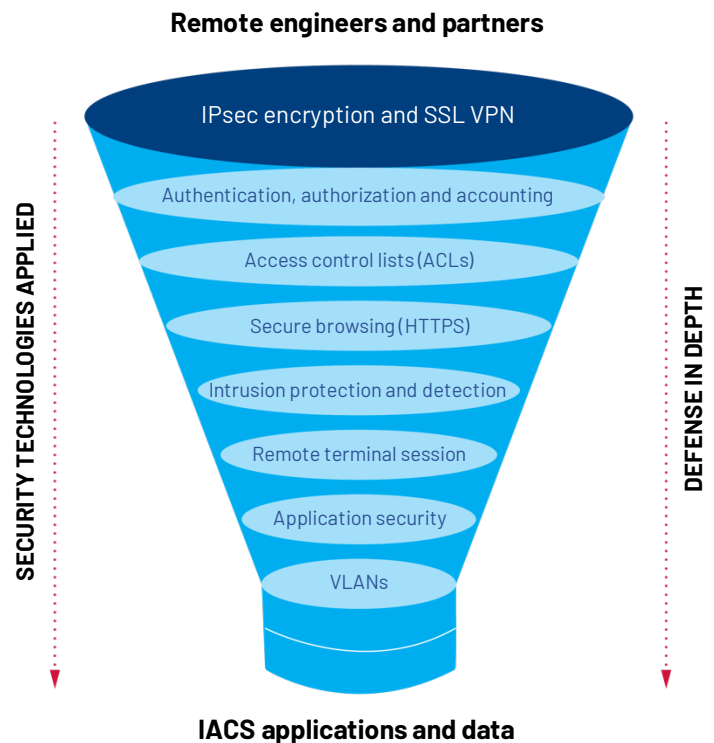 Remote engineers and partners
IPsec encryption and SSL VPN
Authentication, authorization and accounting
Access control lists (ACLs)
Secure browsing (HTTPS)
Intrusion protection and detection
Remote terminal session
Application security
VLANs
SECURITY TECHNOLOGIES APPLIED
DEFENSE IN DEPTH
IACS applications and data